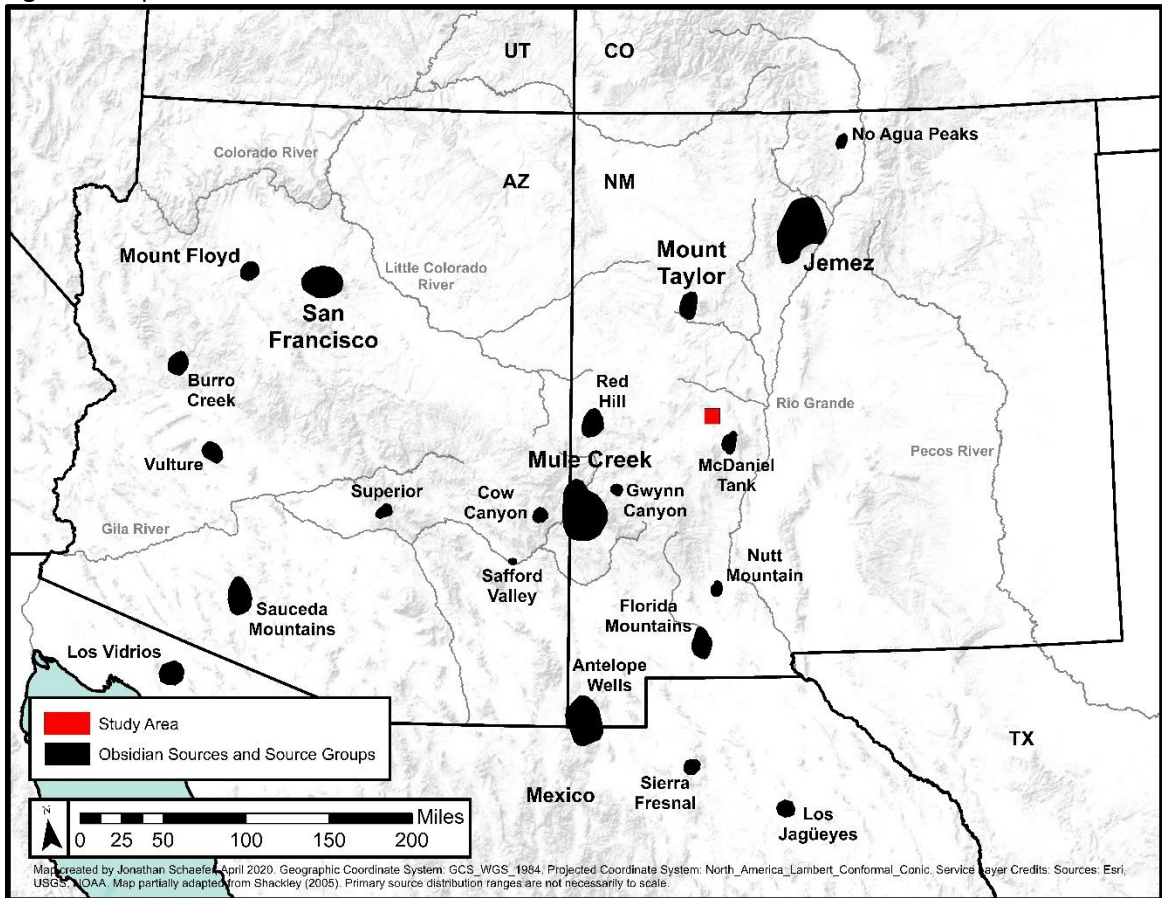 UT
CO
No Agua Peaks
Colorado River
AZ
NM
Mount Floyd
Little Colorado
River
Mount
Taylor
Jemez
San
Francisco
Burro
Creek
Red
Hill
Rio Grande
Pecos River
Vulture
Mule Creek
McDaniel
Tank
Superior
Cow
Canyon
Gwynn
Canyon
Gila River
Safford
Valley
Nutt
Mountain
Sauceda
Mountains
Florida
Mountains
Los Vidrios
Antelope
Wells
Study Area
Obsidian Sources and Source Groups
TX
Mexico
Sierra
Fresnal
Los
Jagüeyes
N
Miles
0 25 50 100 150 200
Map created by Jonathan Schaefer, April 2020. Geographic Coordinate System: GCS_WGS_1984. Projected Coordinate System: North_America_Lambert_Conformal_Conic. Service Layer Credits: Sources: Esri,
USGS, NOAA. Map partially adapted from Shackley (2005). Primary source distribution ranges are not necessarily to scale.